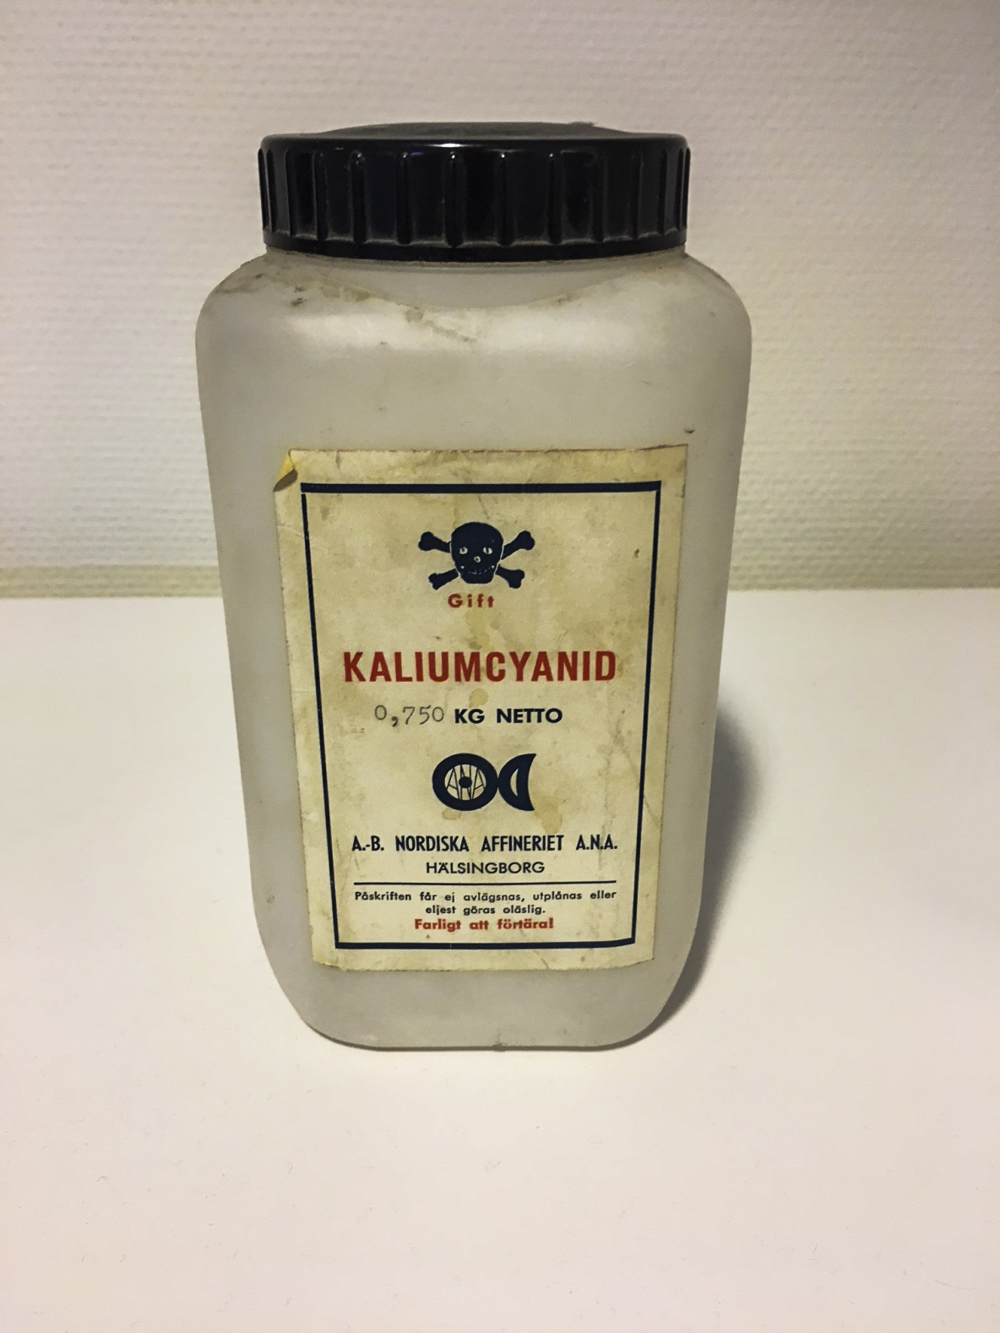 Gift
KALIUMCYANID
0,750 KG NETTO
A.-B. NORDISKA AFFINERIET A.N.A.
HÄLSINGBORG
Påskriften får ej avlägsnas, utplånas eller
eljest göras oläslig.
Farligt att förtära!